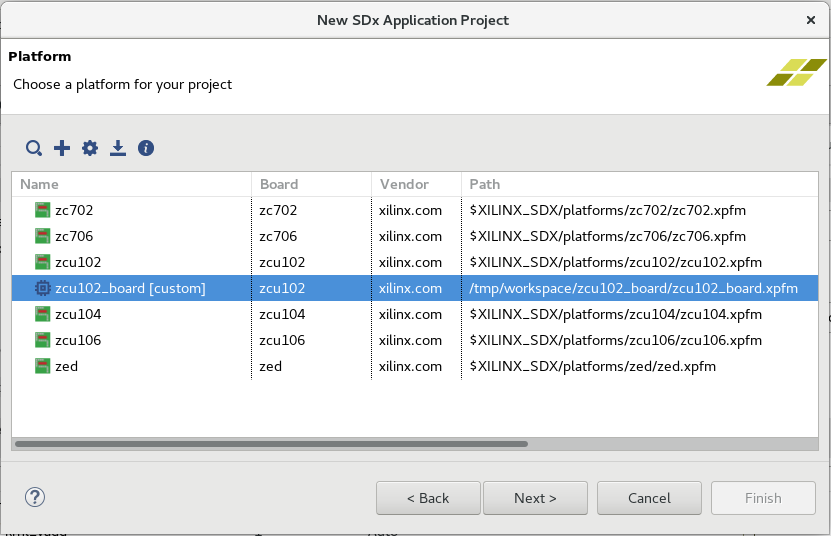 New SDx Application Project
Platform
Choose a platform for your project
Name Board Vendor Path
zc702 zc702 xilinx.com $XILINX_SDX/platforms/zc702/zc702.xpfm
zc706 zc706 xilinx.com $XILINX_SDX/platforms/zc706/zc706.xpfm
zcu102 zcu102 xilinx.com $XILINX_SDX/platforms/zcu102/zcu102.xpfm
zcu102_board [custom] zcu102 xilinx.com /tmp/workspace/zcu102_board/zcu102_board.xpfm
zcu104 zcu104 xilinx.com $XILINX_SDX/platforms/zcu104/zcu104.xpfm
zcu106 zcu106 xilinx.com $XILINX_SDX/platforms/zcu106/zcu106.xpfm
zed zed xilinx.com $XILINX_SDX/platforms/zed/zed.xpfm
< Back Next > Cancel Finish